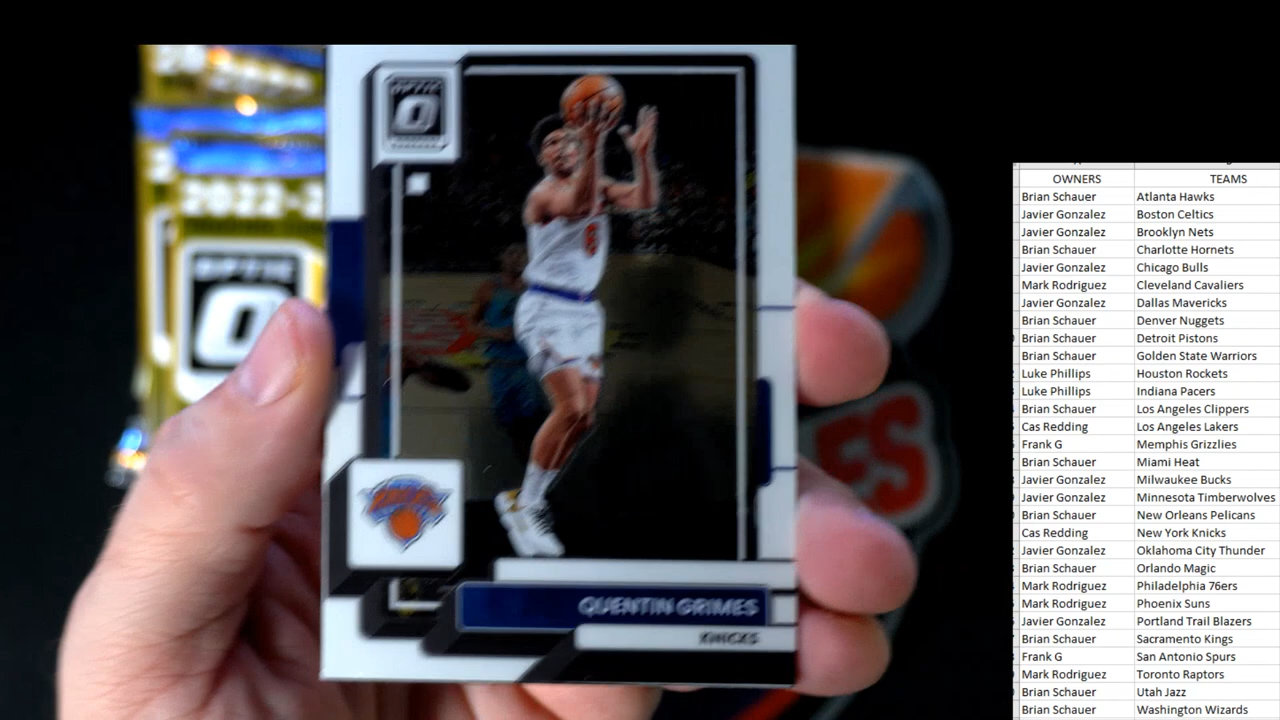 2022-2
OPTIC
OPTIC
6
KNICKS
QUENTIN GRIMES
KNICKS
ES
OWNERS TEAMS
Brian Schauer Atlanta Hawks
Javier Gonzalez Boston Celtics
Javier Gonzalez Brooklyn Nets
Brian Schauer Charlotte Hornets
Javier Gonzalez Chicago Bulls
Mark Rodriguez Cleveland Cavaliers
Javier Gonzalez Dallas Mavericks
Brian Schauer Denver Nuggets
Brian Schauer Detroit Pistons
Brian Schauer Golden State Warriors
Luke Phillips Houston Rockets
Luke Phillips Indiana Pacers
Brian Schauer Los Angeles Clippers
Cas Redding Los Angeles Lakers
Frank G Memphis Grizzlies
Brian Schauer Miami Heat
Javier Gonzalez Milwaukee Bucks
Javier Gonzalez Minnesota Timberwolves
Brian Schauer New Orleans Pelicans
Cas Redding New York Knicks
Javier Gonzalez Oklahoma City Thunder
Brian Schauer Orlando Magic
Mark Rodriguez Philadelphia 76ers
Mark Rodriguez Phoenix Suns
Javier Gonzalez Portland Trail Blazers
Brian Schauer Sacramento Kings
Frank G San Antonio Spurs
Mark Rodriguez Toronto Raptors
Brian Schauer Utah Jazz
Brian Schauer Washington Wizards